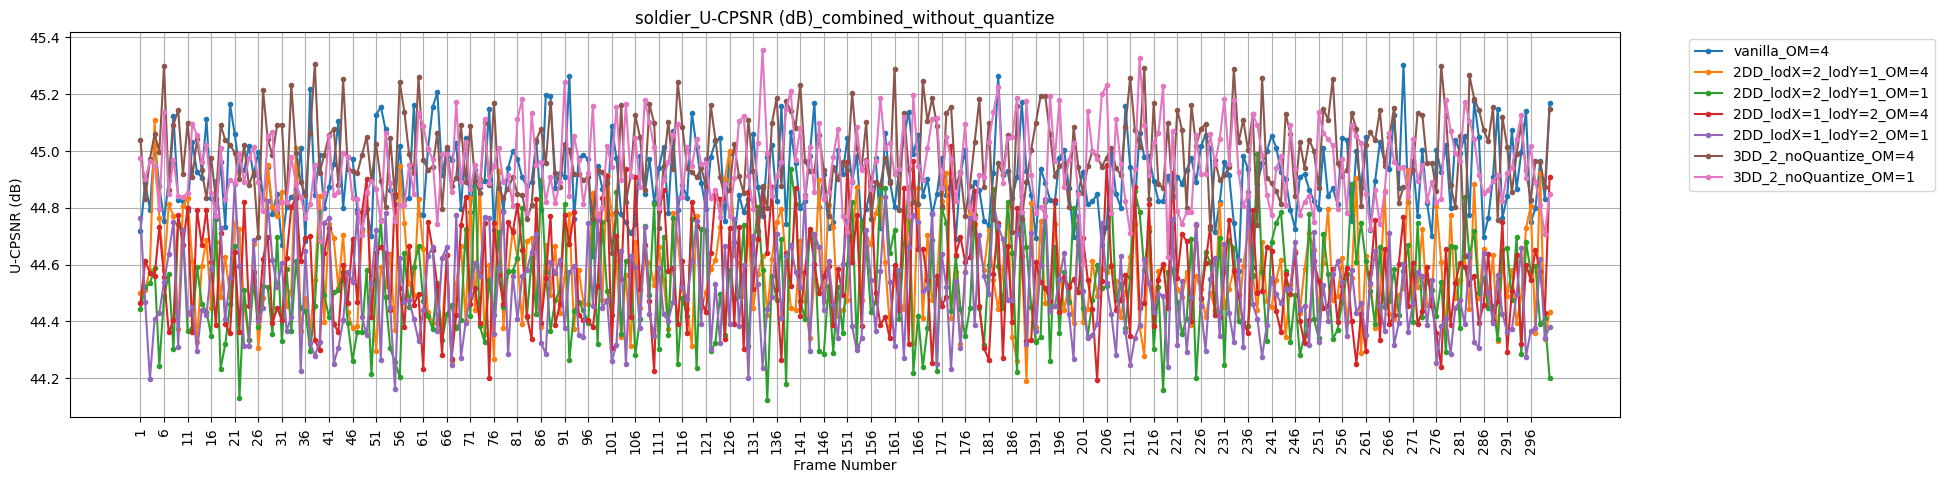 soldier_U-CPSNR (dB)_combined_without_quantize
U-CPSNR (dB)
45.4
45.2
45.0
44.8
44.6
44.4
44.2
1 6 11 16 21 26 31 36 41 46 51 56 61 66 71 76 81 86 91 96 101 106 111 116 121 126 131 136 141 146 151 156 161 166 171 176 181 186 191 196 201 206 211 216 221 226 231 236 241 246 251 256 261 266 271 276 281 286 291 296
Frame Number
vanilla_OM=4
2DD_lodX=2_lodY=1_OM=4
2DD_lodX=2_lodY=1_OM=1
2DD_lodX=1_lodY=2_OM=4
2DD_lodX=1_lodY=2_OM=1
3DD_2_noQuantize_OM=4
3DD_2_noQuantize_OM=1